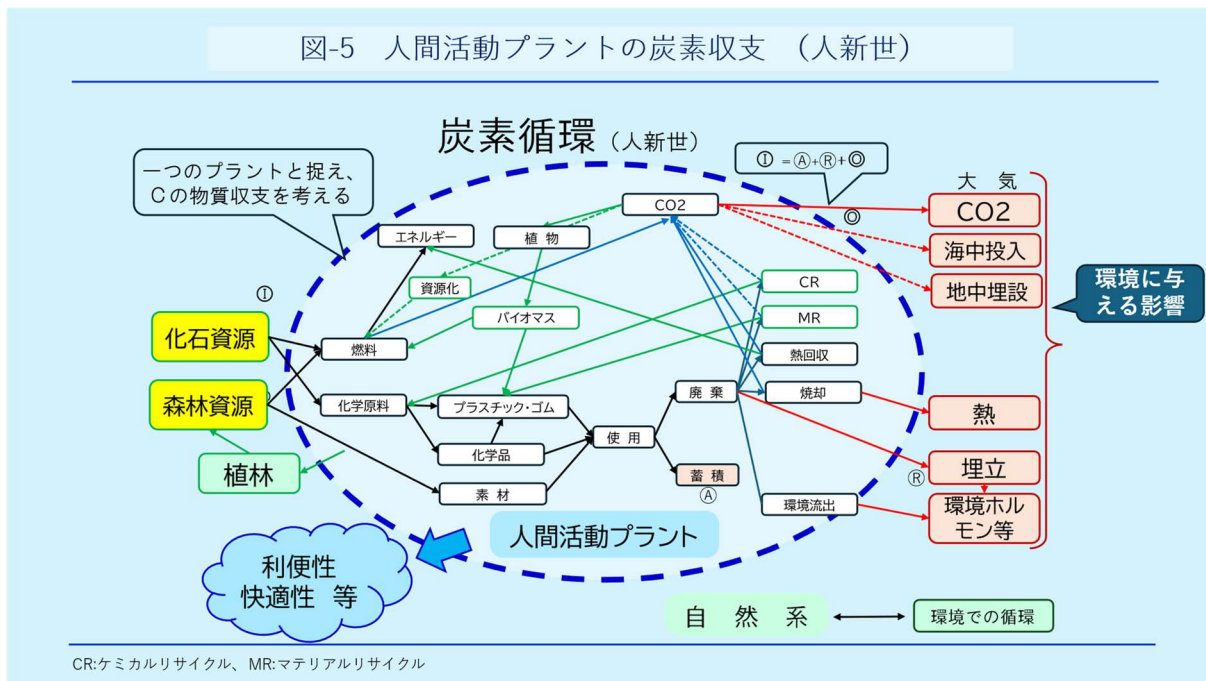 図-5 人間活動プラントの炭素収支 （人新世）
炭素循環（人新世）
一つのプラントと捉え、
Cの物質収支を考える
Ⓘ =Ⓐ+Ⓡ+Ⓞ
大 気
CO2
CO2
Ⓞ
エネルギー
植 物
海中投入
資源化
CR
地中埋設
環境に与
える影響
Ⓘ
バイオマス
MR
化石資源
燃料
熱回収
森林資源
化学原料
プラスチック・ゴム
廃 棄
焼却
熱
使 用
植林
化学品
蓄積
Ⓐ
埋立
Ⓡ
素 材
環境流出
環境ホル
モン等
人間活動プラント
利便性
快適性 等
自 然 系
環境での循環
CR:ケミカルリサイクル、MR:マテリアルリサイクル